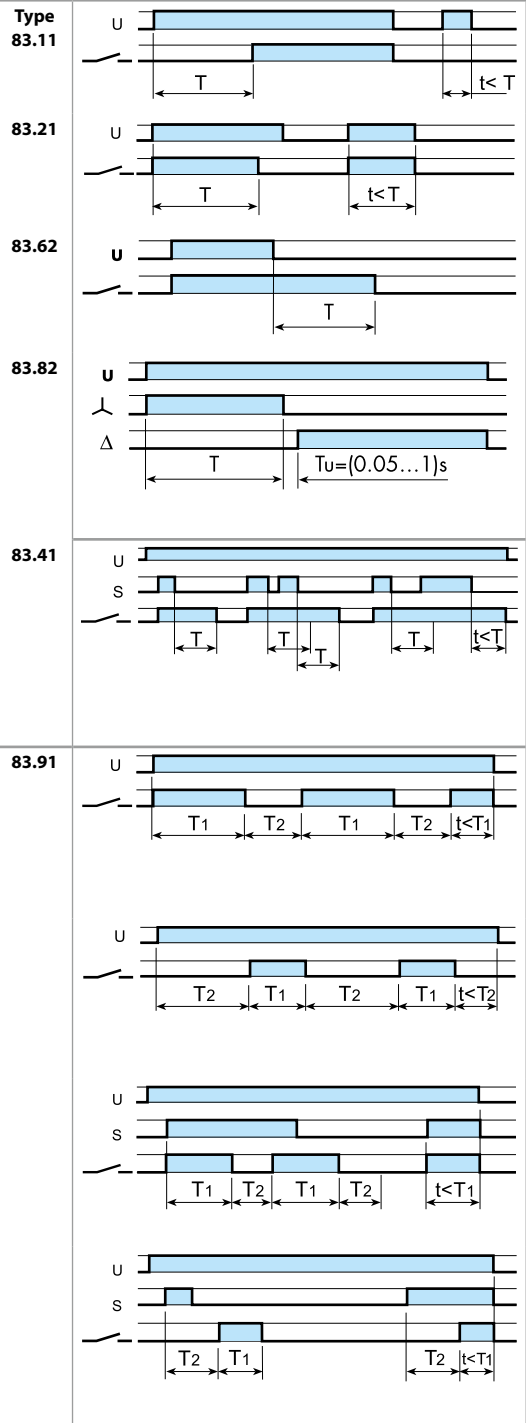 Type
83.11
U
T
t< T
83.21
U
T
t<T
83.62
U
T
83.82
U
Δ
T
Tu=(0.05...1)s
83.41
U
S
T
T
T
T
t<T
83.91
U
T1 T2 T1 T2 t<T1
U
T2 T1 T2 T1 t<T2
U
S
T1 T2 T1 T2 t<T1
U
S
T2 T1 T2 t<T1